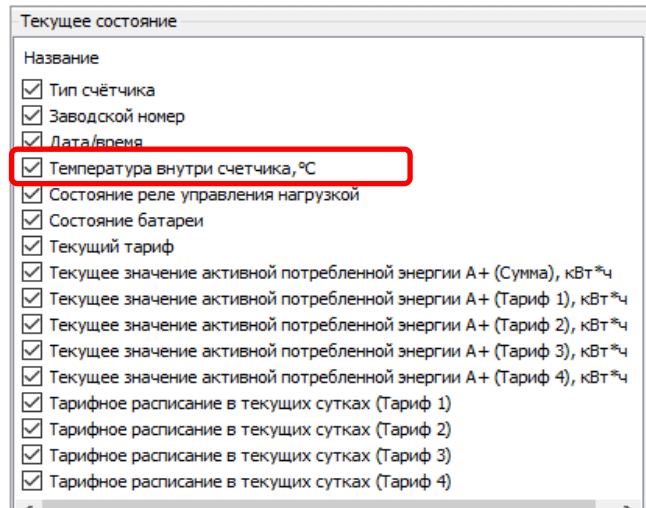 Текущее состояние
Название
Тип счётчика
Заводской номер
Дата/время
Температура внутри счетчика,°C
Состояние реле управления нагрузкой
Состояние батареи
Текущий тариф
Текущее значение активной потребленной энергии А+ (Сумма), кВт*ч
Текущее значение активной потребленной энергии А+ (Тариф 1), кВт*ч
Текущее значение активной потребленной энергии А+ (Тариф 2), кВт*ч
Текущее значение активной потребленной энергии А+ (Тариф 3), кВт*ч
Текущее значение активной потребленной энергии А+ (Тариф 4), кВт*ч
Тарифное расписание в текущих сутках (Тариф 1)
Тарифное расписание в текущих сутках (Тариф 2)
Тарифное расписание в текущих сутках (Тариф 3)
Тарифное расписание в текущих сутках (Тариф 4)